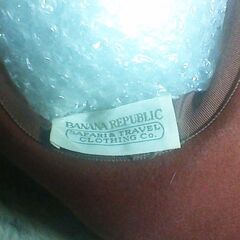 BANANA REPUBLIC
SAFARI & TRAVEL
CLOTHING Co.